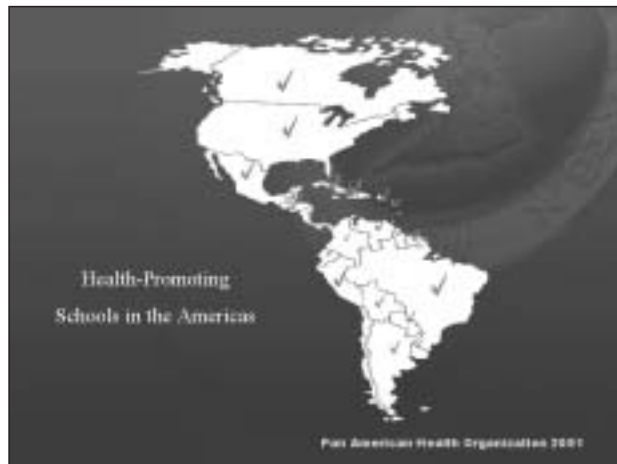 Health-Promoting
Schools in the Americas
Pan American Health Organization 2001